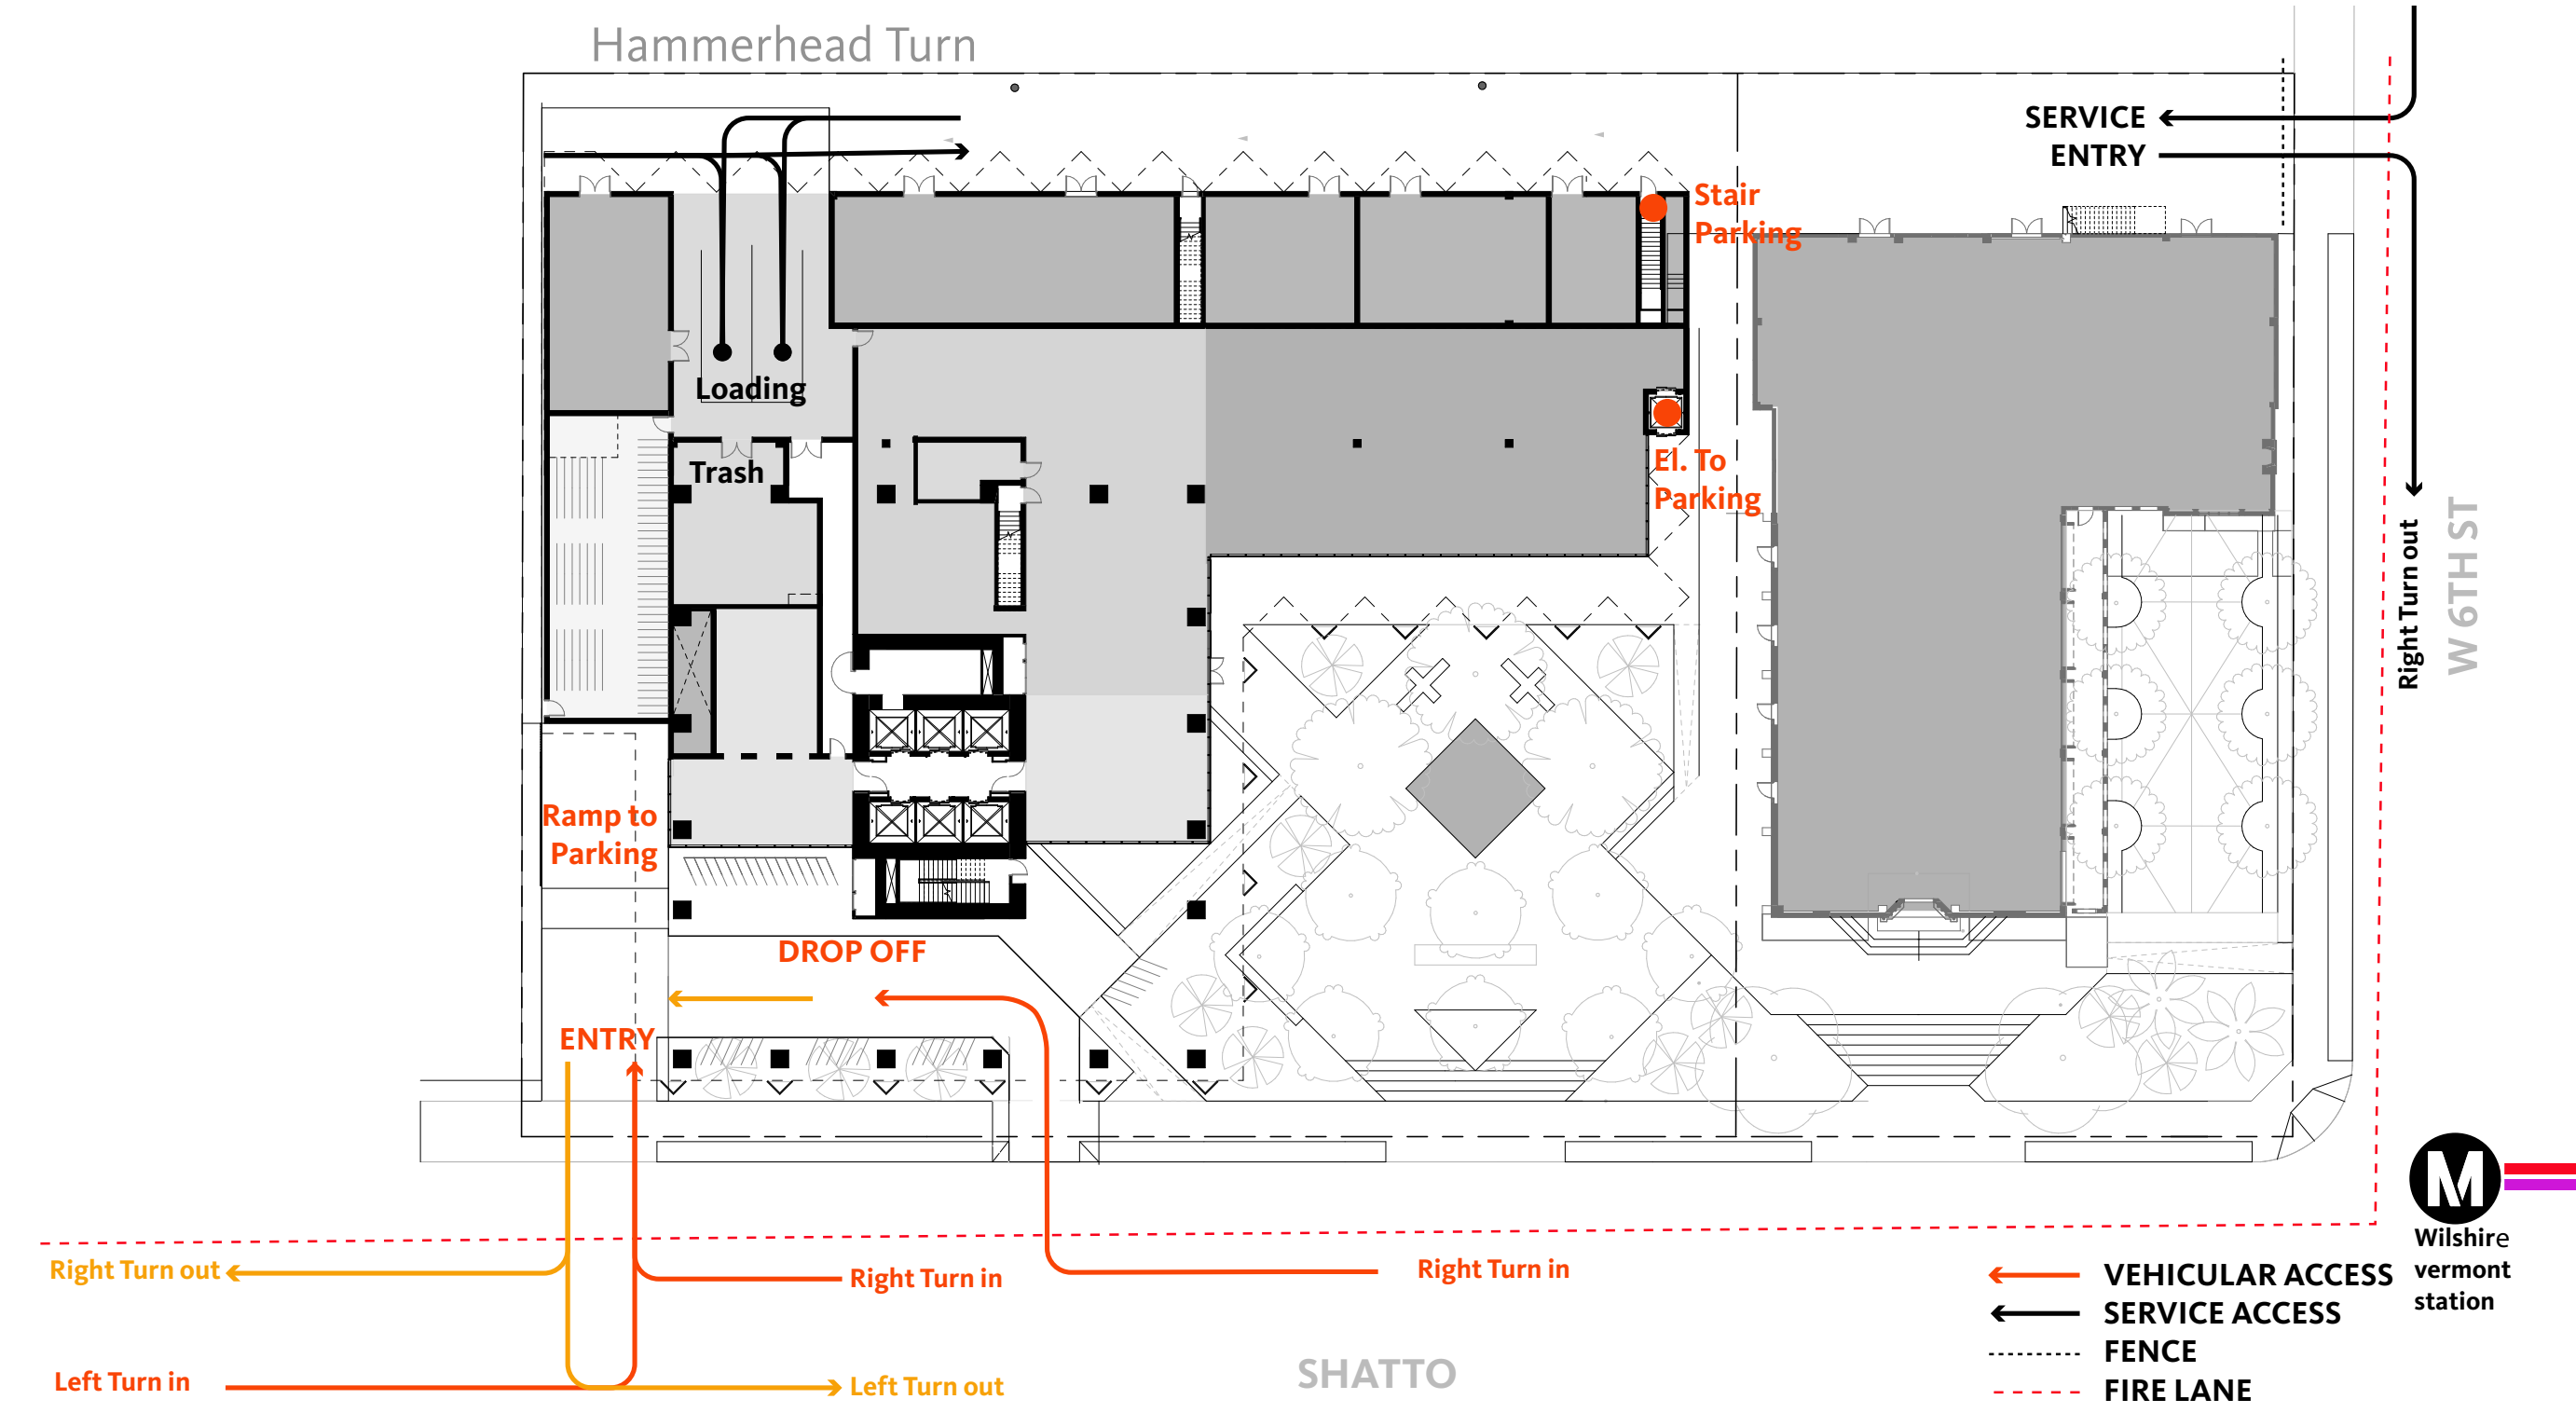 Hammerhead Turn
SERVICE
ENTRY
Stair
Parking
Loading
Trash
El. To
Parking
Right Turn out
W 6TH ST
Ramp to
Parking
DROP OFF
ENTRY
M
Wilshire
vermont
station
Right Turn out
Right Turn in
Right Turn in
Left Turn in
Left Turn out
SHATTO
VEHICULAR ACCESS
SERVICE ACCESS
FENCE
FIRE LANE